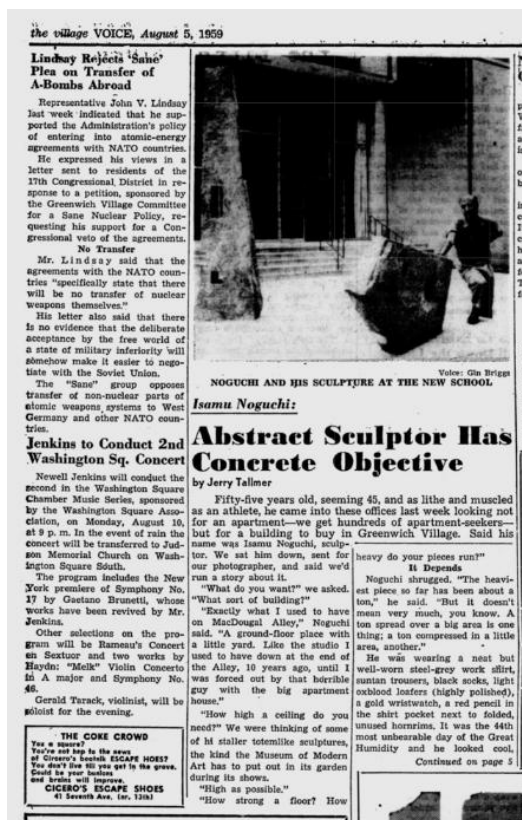 the village VOICE, August 5, 1959
Lindsay Rejects 'Sane'
Plea on Transfer of
A-Bombs Abroad
Representative John V. Lindsay
last week indicated that he sup-
ported the Administration's policy
of entering into atomic-energy
agreements with NATO countries.
He expressed his views in a
letter sent to residents of the
17th Congressional District in re-
sponse to a petition, sponsored by
the Greenwich Village Committee
for a Sane Nuclear Policy, re-
questing his support for a Con-
gressional veto of the agreements.
No Transfer
Mr. Lindsay said that the
agreements with the NATO coun-
tries "specifically state that there
will be no transfer of nuclear
weapons themselves."
His letter also said that there
is no evidence that the deliberate
acceptance by the free world of
a state of military inferiority will
somehow make it easier to nego-
tiate with the Soviet Union.
The "Sane" group opposes
transfer of non-nuclear parts of
atomic weapons systems to West
Germany and other NATO coun-
tries.
Jenkins to Conduct 2nd
Washington Sq. Concert
Newell Jenkins will conduct the
second in the Washington Square
Chamber Music Series, sponsored
by the Washington Square Asso-
ciation, on Monday, August 10,
at 9 p. m. In the event of rain the
concert will be transferred to Jud-
son Memorial Church on Wash-
ington Square South.
The program includes the New
York premiere of Symphony No.
17 by Gaetano Brunetti, whose
works have been revived by Mr.
Jenkins.
Other selections on the pro-
gram will be Rameau's Concert
en Sextuor and two works by
Haydn: "Melk" Violin Concerto
in A major and Symphony No.
46.
Gerald Tarack, violinist, will be
soloist for the evening.
THE COKE CROWD
You a square?
You're not hep to the news
of Cicero's beatnik ESCAPE HOES?
You don't live till you get in the grove.
Could be your bunions
and brains will improve.
CICERO'S ESCAPE SHOES
41 Seventh Ave. (cr. 13th)
Voice: Gin Briggs
NOGUCHI AND HIS SCULPTURE AT THE NEW SCHOOL
Isamu Noguchi:
Abstract Sculptor Has
Concrete Objective
by Jerry Tallmer
Fifty-five years old, seeming 45, and as lithe and muscled
as an athlete, he came into these offices last week looking not
for an apartment—we get hundreds of apartment-seekers—
but for a building to buy in Greenwich Village. Said his
name was Isamu Noguchi, sculp-
tor. We sat him down, sent for
our photographer, and said we'd
run a story about it.
"What do you want?" we asked.
"What sort of building?"
"Exactly what I used to have
on MacDougal Alley," Noguchi
said. "A ground-floor place with
a little yard. Like the studio I
used to have down at the end of
the Alley, 10 years ago, until I
was forced out by that horrible
guy with the big apartment
house."
"How high a ceiling do you
need?" We were thinking of some
of hi staller totemlike sculptures,
the kind the Museum of Modern
Art has to put out in its garden
during its shows.
"High as possible."
"How strong a floor? How
heavy do your pieces run?"
It Depends
Noguchi shrugged. "The heavi-
est piece so far has been about a
ton," he said. "But it doesn't
mean very much, you know. A
ton spread over a big area is one
thing; a ton compressed in a little
area, another."
He was wearing a neat but
well-worn steel-grey work shirt,
suntan trousers, black socks, light
oxblood loafers (highly polished),
a gold wristwatch, a red pencil in
the shirt pocket next to folded,
unused hornrims. It was the 44th
most unbearable day of the Great
Humidity and he looked cool,
Continued on page 5